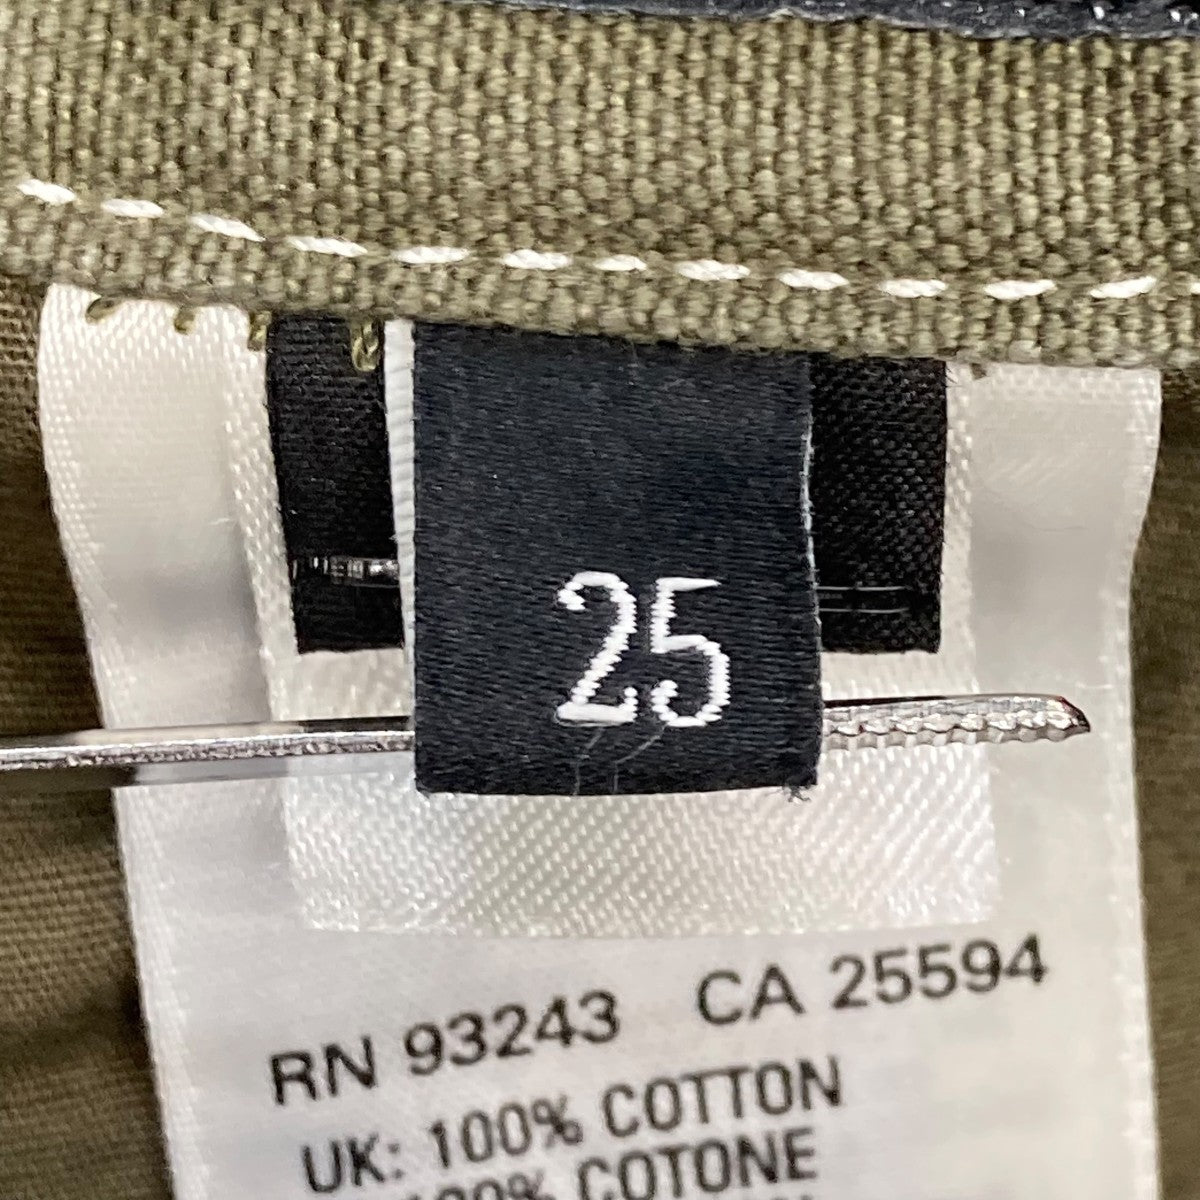 25
RN 93243 CA 25594
UK: 100% COTTON
100% COTONE